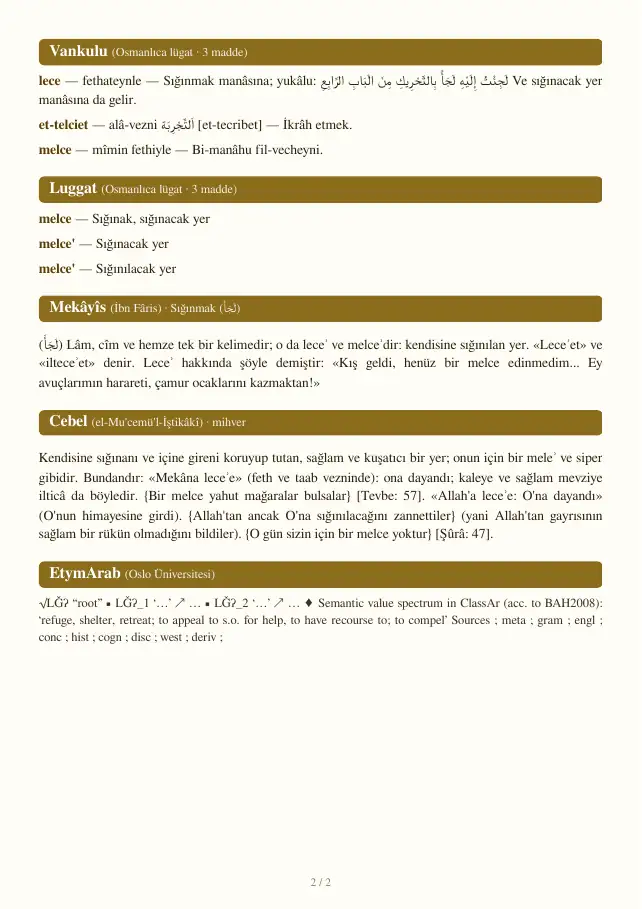 Vankulu (Osmanlıca lügat · 3 madde)
lece — fethateynle — Sığınmak manâsına; yukâlu: لَجِئْتُ إِلَيْهِ لَجَأً بِالتَّحْرِيكِ مِنَ الْبَابِ الرَّابِعِ Ve sığınacak yer
manâsına da gelir.
et-telciet — alâ-vezni اَلتَّجْرِبَة [et-tecribet] — İkrâh etmek.
melce — mîmin fethiyle — Bi-manâhu fil-vecheyni.
Luggat (Osmanlıca lügat · 3 madde)
melce — Sığınak, sığınacak yer
melce' — Sığınacak yer
melce' — Sığınılacak yer
Mekâyîs (İbn Fâris) · Sığınmak (لَجَأ)
(لَجَأَ) Lâm, cîm ve hemze tek bir kelimedir; o da leceʾ ve melceʾdir: kendisine sığınılan yer. «Leceʾet» ve
«ilteceʾet» denir. Leceʾ hakkında şöyle demiştir: «Kış geldi, henüz bir melce edinmedim... Ey
avuçlarımın harareti, çamur ocaklarını kazmaktan!»
Cebel (el-Mu'cemü'l-İştikâkî) · mihver
Kendisine sığınanı ve içine gireni koruyup tutan, sağlam ve kuşatıcı bir yer; onun için bir meleʾ ve siper
gibidir. Bundandır: «Mekâna leceʾe» (feth ve taab vezninde): ona dayandı; kaleye ve sağlam mevziye
ilticâ da böyledir. {Bir melce yahut mağaralar bulsalar} [Tevbe: 57]. «Allah'a leceʾe: O'na dayandı»
(O'nun himayesine girdi). {Allah'tan ancak O'na sığınılacağını zannettiler} (yani Allah'tan gayrısının
sağlam bir rükün olmadığını bildiler). {O gün sizin için bir melce yoktur} [Şûrâ: 47].
EtymArab (Oslo Üniversitesi)
√LǦʔ “root” ▪ LǦʔ_1 ‘…’ ↗ … ▪ LǦʔ_2 ‘…’ ↗ … ♦ Semantic value spectrum in ClassAr (acc. to BAH2008):
‘refuge, shelter, retreat; to appeal to s.o. for help, to have recourse to; to compel’ Sources ; meta ; gram ; engl ;
conc ; hist ; cogn ; disc ; west ; deriv ;
2 / 2